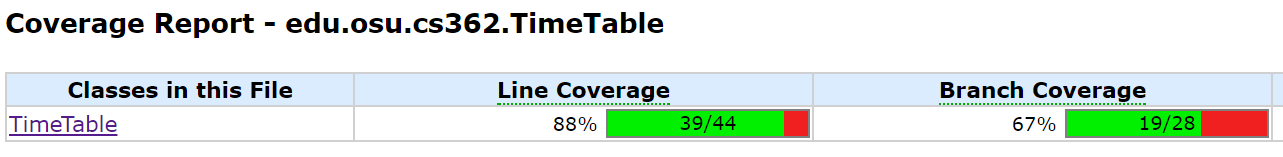 Coverage Report - edu.osu.cs362.TimeTable
Classes in this File Line Coverage Branch Coverage
TimeTable 88% 39/44 67% 19/28